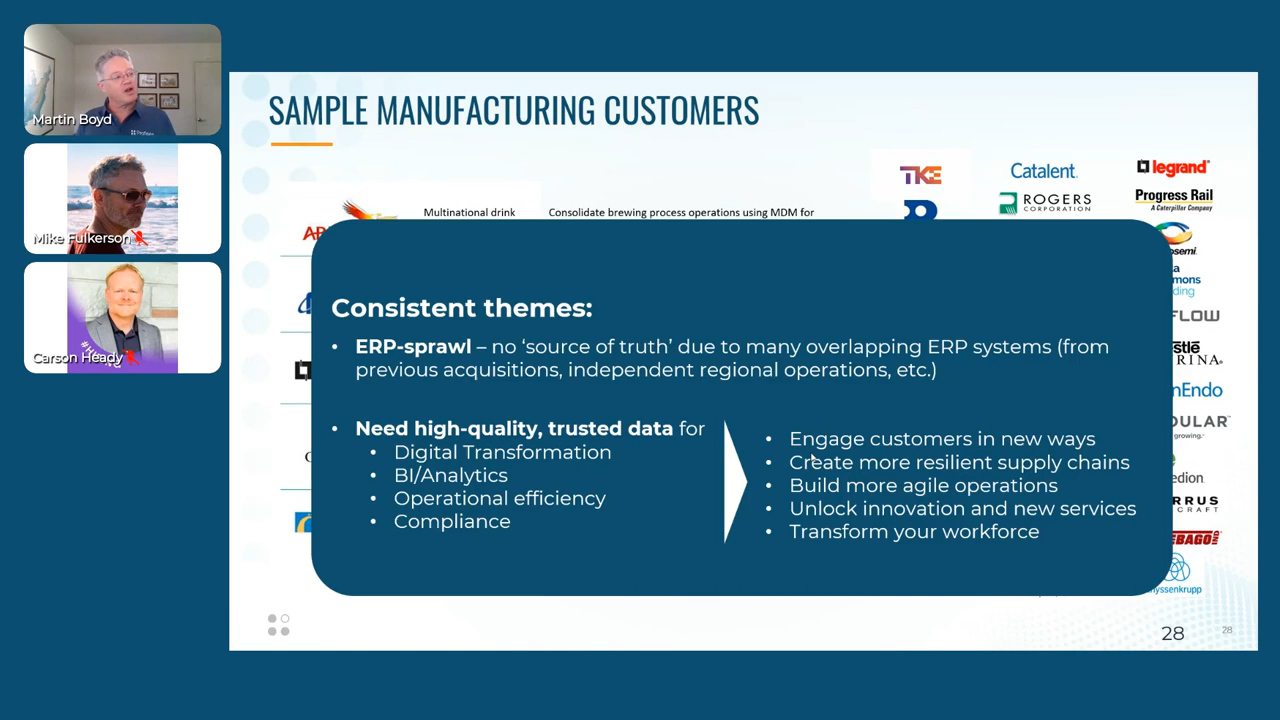 Martin Boyd
Mike Fulkerson
Carson Heady
SAMPLE MANUFACTURING CUSTOMERS
Multinational drink
Consolidate brewing process operations using MDM for
TKE
Catalent
legrand
ROGERS
CORPORATION
Progress Rail
A Caterpillar Company
Consistent themes:
• ERP-sprawl – no ‘source of truth’ due to many overlapping ERP systems (from
previous acquisitions, independent regional operations, etc.)
• Need high-quality, trusted data for
• Digital Transformation
• BI/Analytics
• Operational efficiency
• Compliance
• Engage customers in new ways
• Create more resilient supply chains
• Build more agile operations
• Unlock innovation and new services
• Transform your workforce
28
28